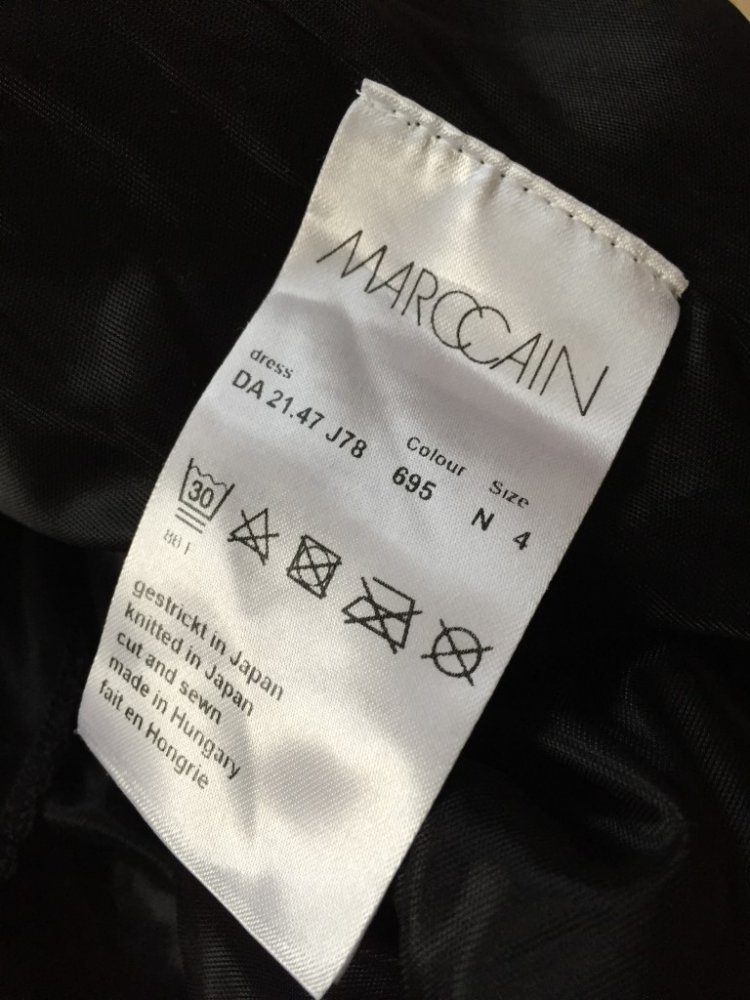 MARCCAIN
dress Colour Size
DA 21.47 J78 695 N 4
30
86 F
gestrickt in Japan
knitted in Japan
cut and sewn
made in Hungary
fait en Hongrie